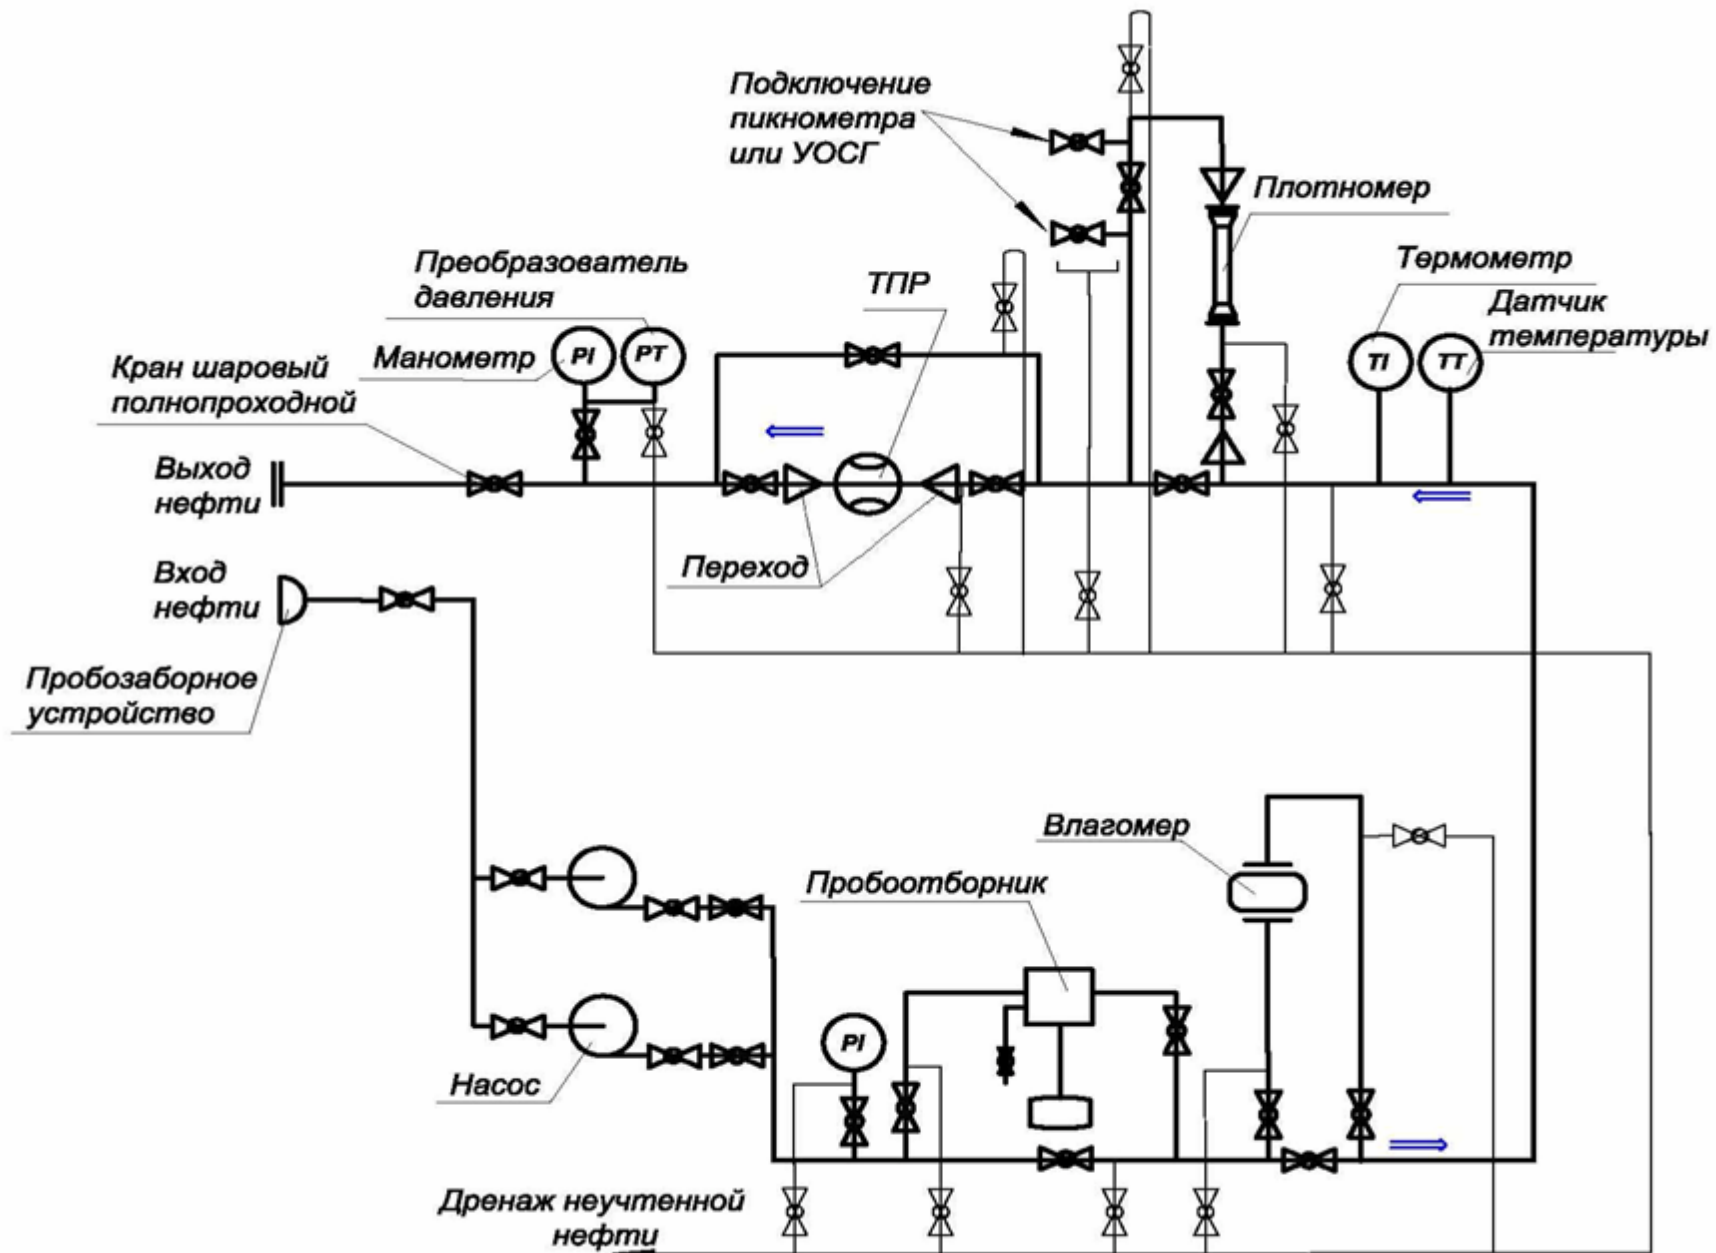 Подключение
пикнометра
или УОСГ
Плотномер
Преобразователь
давления
ТПР
Термометр
Датчик
температуры
Манометр
PI
PT
TI
TT
Кран шаровый
полнопроходной
Выход
нефти
Переход
Вход
нефти
Пробозаборное
устройство
Влагомер
Пробоотборник
PI
Насос
Дренаж неучтенной
нефти